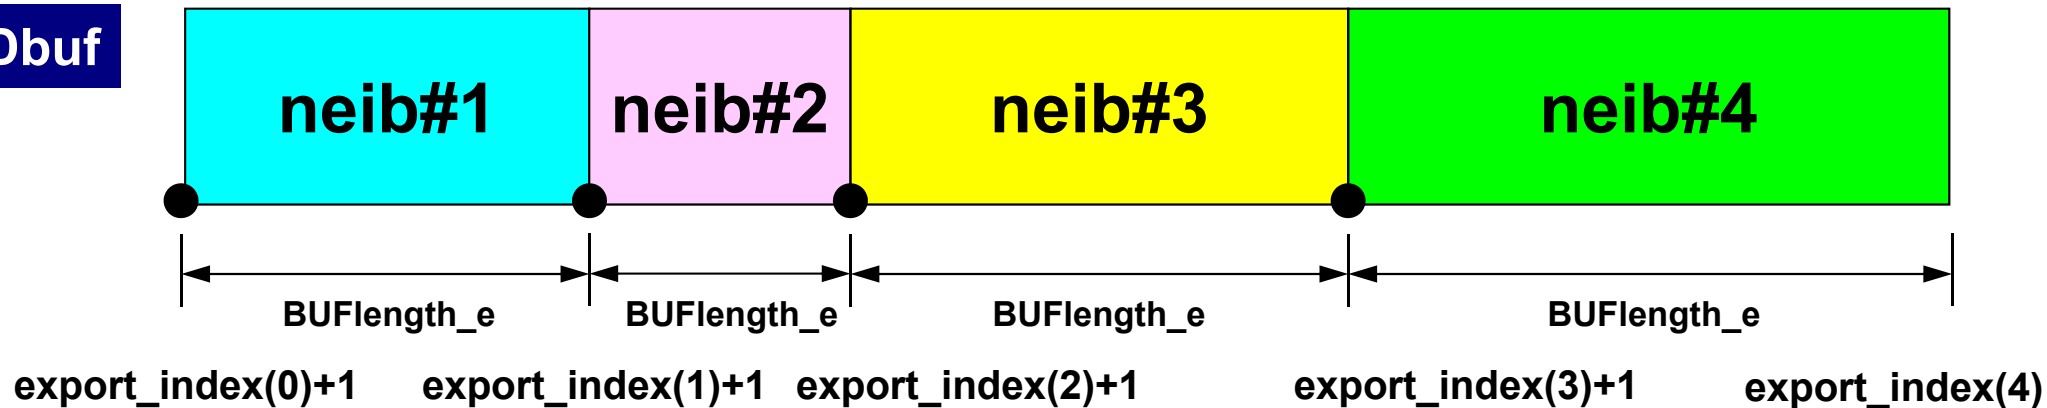 Dbuf
neib#1 neib#2 neib#3 neib#4
BUFlength_e BUFlength_e BUFlength_e BUFlength_e
export_index(0)+1 export_index(1)+1 export_index(2)+1 export_index(3)+1 export_index(4)